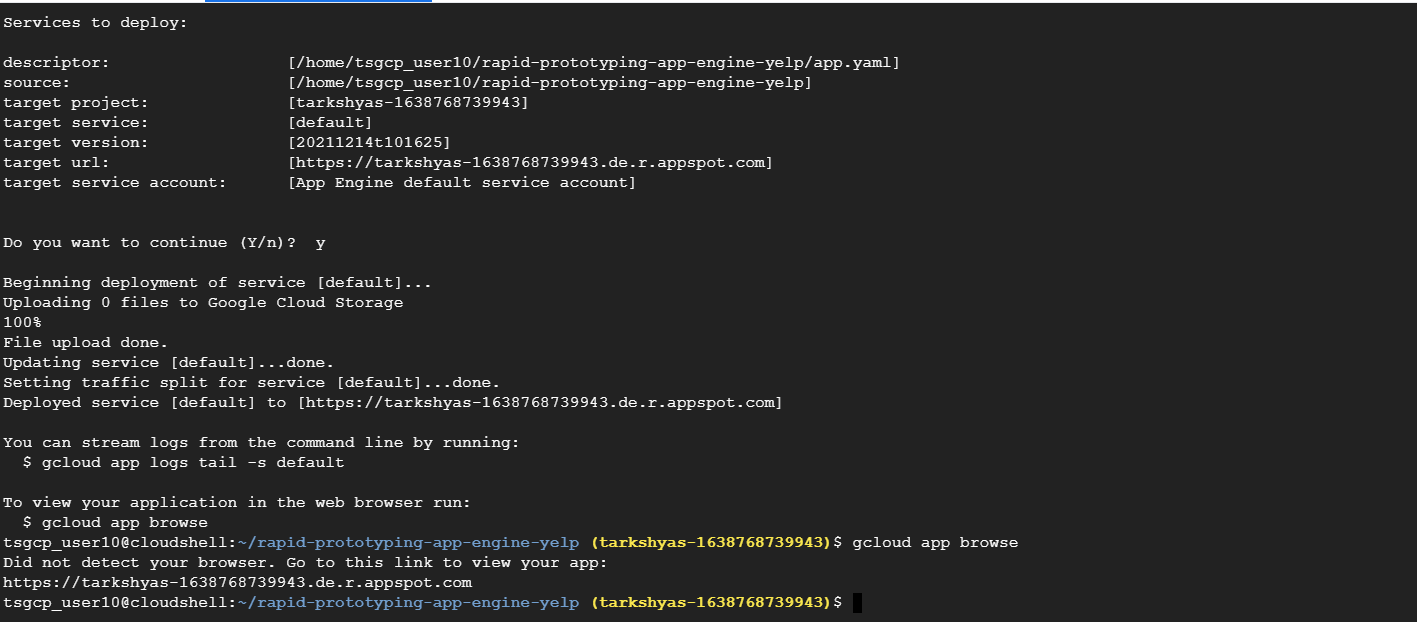 Services to deploy:
descriptor: [/home/tsgcp_user10/rapid-prototyping-app-engine-yelp/app.yaml]
source: [/home/tsgcp_user10/rapid-prototyping-app-engine-yelp]
target project: [tarkshyas-1638768739943]
target service: [default]
target version: [20211214t101625]
target url: [https://tarkshyas-1638768739943.de.r.appspot.com]
target service account: [App Engine default service account]
Do you want to continue (Y/n)? y
Beginning deployment of service [default]...
Uploading 0 files to Google Cloud Storage
100%
File upload done.
Updating service [default]...done.
Setting traffic split for service [default]...done.
Deployed service [default] to [https://tarkshyas-1638768739943.de.r.appspot.com]
You can stream logs from the command line by running:
$ gcloud app logs tail -s default
To view your application in the web browser run:
$ gcloud app browse
tsgcp_user10@cloudshell:~/rapid-prototyping-app-engine-yelp (tarkshyas-1638768739943)$ gcloud app browse
Did not detect your browser. Go to this link to view your app:
https://tarkshyas-1638768739943.de.r.appspot.com
tsgcp_user10@cloudshell:~/rapid-prototyping-app-engine-yelp (tarkshyas-1638768739943)$